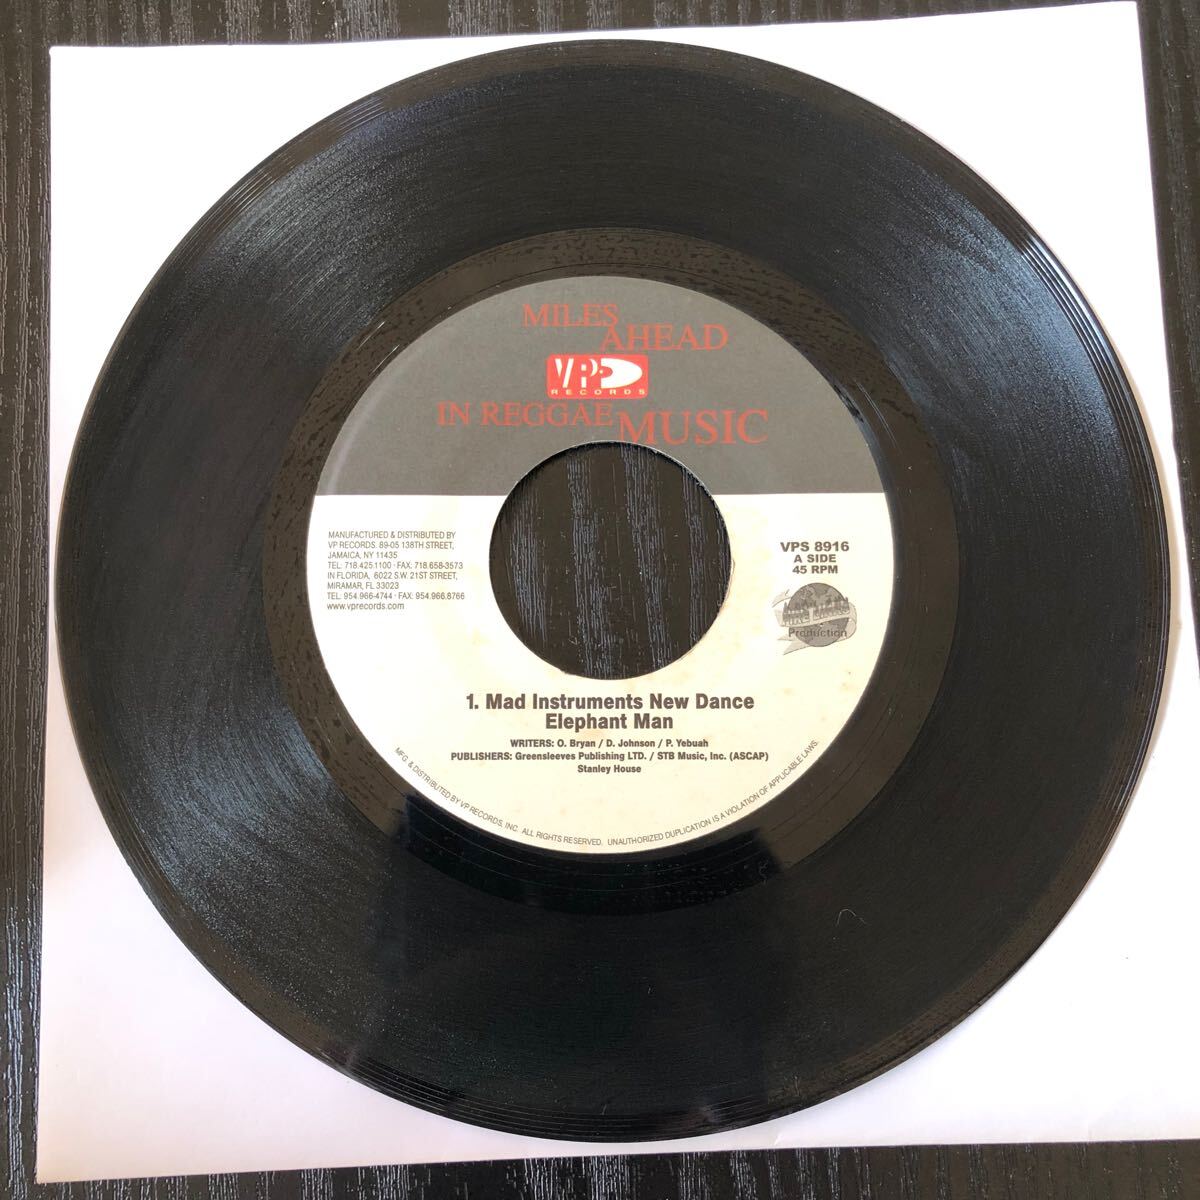 MILES
AHEAD
VP
RECORDS
IN REGGAE
MUSIC
MANUFACTURED & DISTRIBUTED BY
VP RECORDS. 89-05 138TH STREET,
JAMAICA, NY 11435
TEL: 718.425.1100 · FAX: 718.658-3573
IN FLORIDA, 6022 S.W. 21ST STREET,
MIRAMAR, FL 33023
TEL: 954.966-4744 · FAX: 954.966.8766
www.vprecords.com
VPS 8916
A SIDE
45 RPM
Production
1. Mad Instruments New Dance
Elephant Man
WRITERS: O. Bryan / D. Johnson / P. Yebuah
PUBLISHERS: Greensleeves Publishing LTD. / STB Music, Inc. (ASCAP)
Stanley House
MFG. & DISTRIBUTED BY VP RECORDS, INC. ALL RIGHTS RESERVED. UNAUTHORIZED DUPLICATION IS A VIOLATION OF APPLICABLE LAWS.